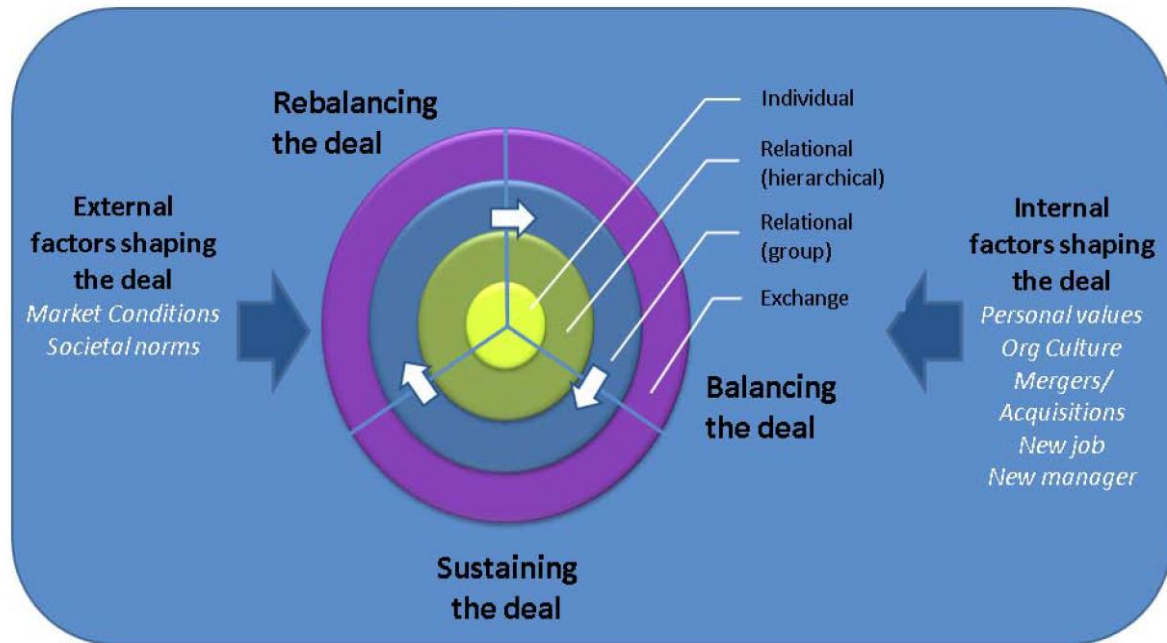 Rebalancing
the deal
Individual
Relational
(hierarchical)
Relational
(group)
Exchange
External
factors shaping
the deal
Market Conditions
Societal norms
Internal
factors shaping
the deal
Personal values
Org Culture
Mergers/
Acquisitions
New job
New manager
Balancing
the deal
Sustaining
the deal